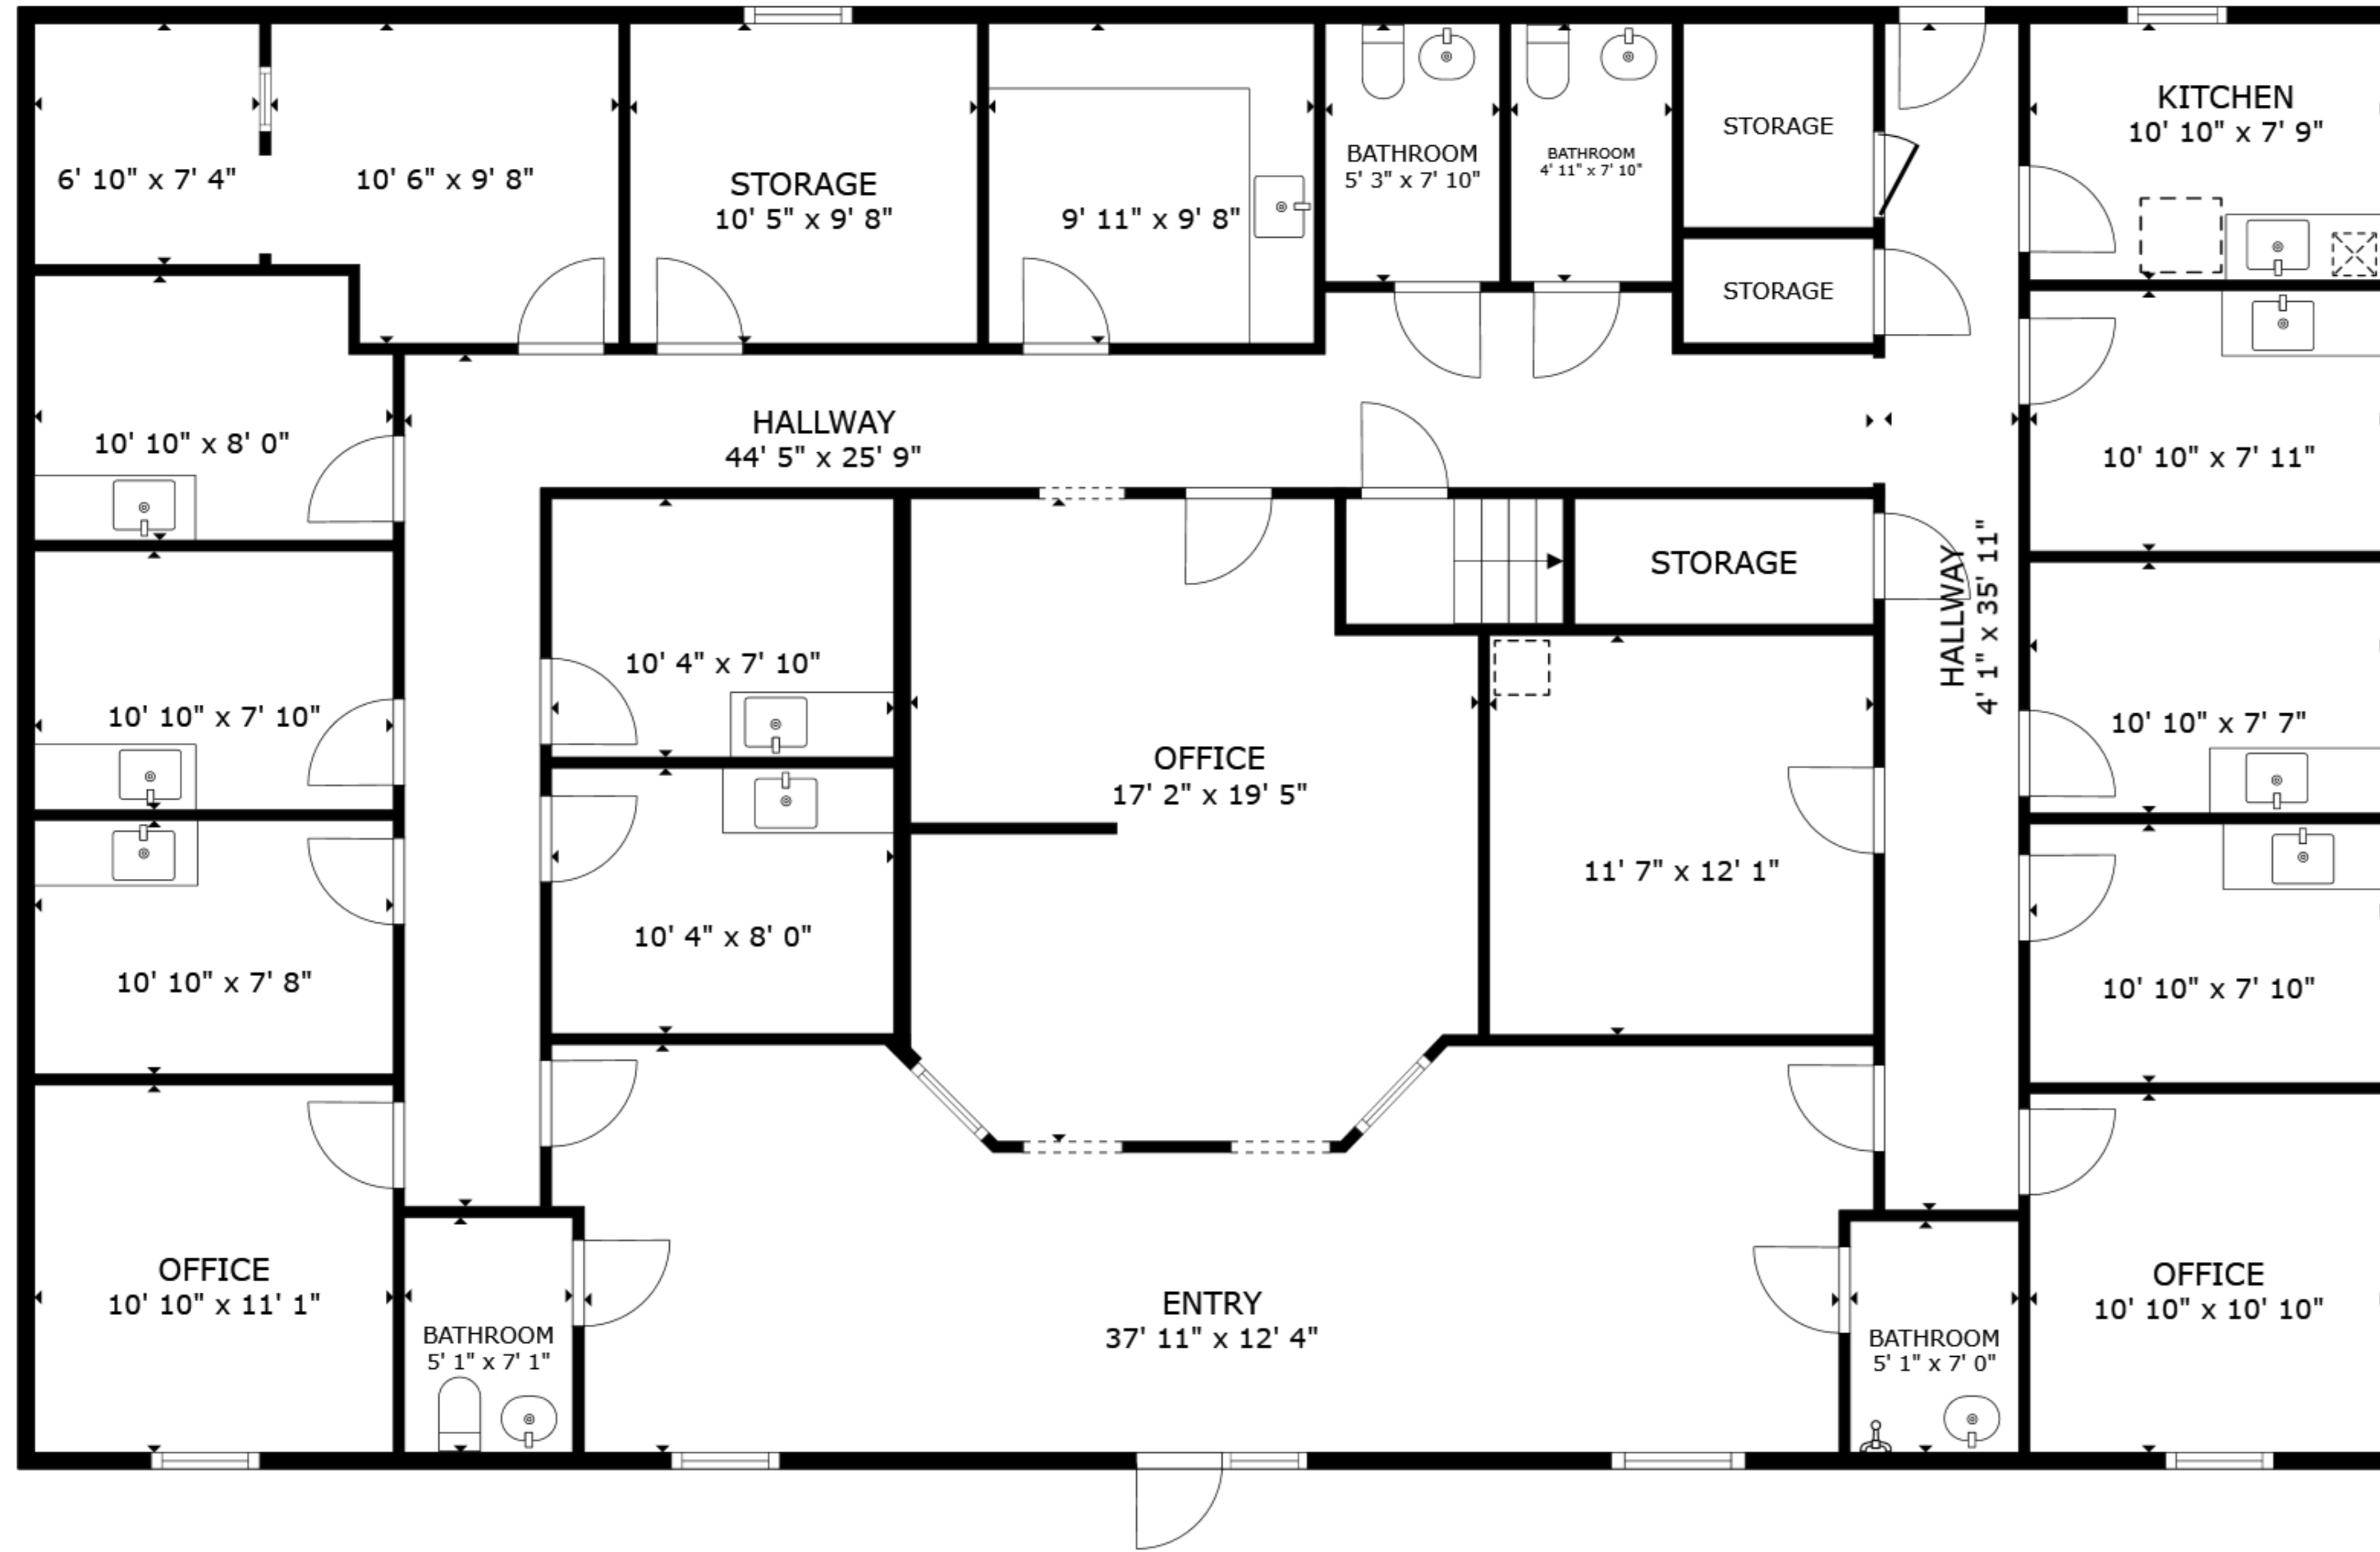 KITCHEN
10' 10" x 7' 9"
STORAGE
BATHROOM
5' 3" x 7' 10"
BATHROOM
4' 11" x 7' 10"
6' 10" x 7' 4"
10' 6" x 9' 8"
STORAGE
10' 5" x 9' 8"
9' 11" x 9' 8"
STORAGE
HALLWAY
44' 5" x 25' 9"
10' 10" x 8' 0"
10' 10" x 7' 11"
STORAGE
HALLWAY
4' 1" x 35' 11"
10' 4" x 7' 10"
10' 10" x 7' 10"
10' 10" x 7' 7"
OFFICE
17' 2" x 19' 5"
11' 7" x 12' 1"
10' 4" x 8' 0"
10' 10" x 7' 8"
10' 10" x 7' 10"
OFFICE
10' 10" x 11' 1"
OFFICE
10' 10" x 10' 10"
ENTRY
37' 11" x 12' 4"
BATHROOM
5' 1" x 7' 1"
BATHROOM
5' 1" x 7' 0"